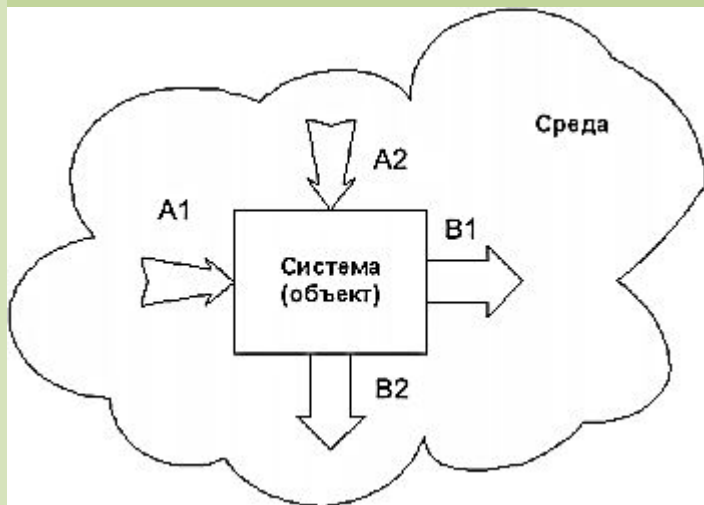 Среда
A2
A1
B1
Система
(объект)
B2